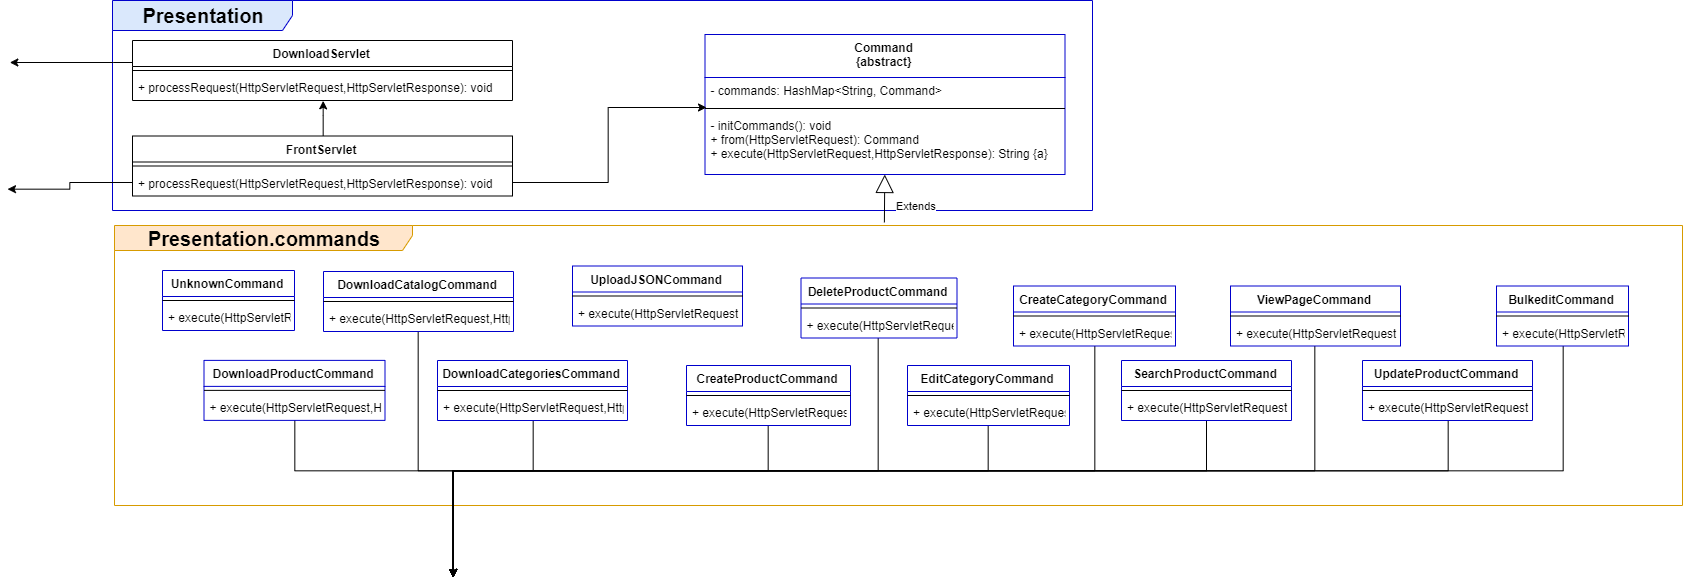 Presentation
DownloadServlet
+ processRequest(HttpServletRequest,HttpServletResponse): void
FrontServlet
+ processRequest(HttpServletRequest,HttpServletResponse): void
Command
{abstract}
- commands: HashMap<String, Command>
- initCommands(): void
+ from(HttpServletRequest): Command
+ execute(HttpServletRequest,HttpServletResponse): String {a}
Extends
Presentation.commands
UnknownCommand
+ execute(HttpServletR
DownloadCatalogCommand
+ execute(HttpServletRequest,Htt
UploadJSONCommand
+ execute(HttpServletRequest
DeleteProductCommand
+ execute(HttpServletReque
CreateCategoryCommand
+ execute(HttpServletReques
ViewPageCommand
+ execute(HttpServletRequest
BulkeditCommand
+ execute(HttpServletR
DownloadProductCommand
+ execute(HttpServletRequest,H
DownloadCategoriesCommand
+ execute(HttpServletRequest,Htt
CreateProductCommand
+ execute(HttpServletReques
EditCategoryCommand
+ execute(HttpServletReques
SearchProductCommand
+ execute(HttpServletRequest
UpdateProductCommand
+ execute(HttpServletRequest